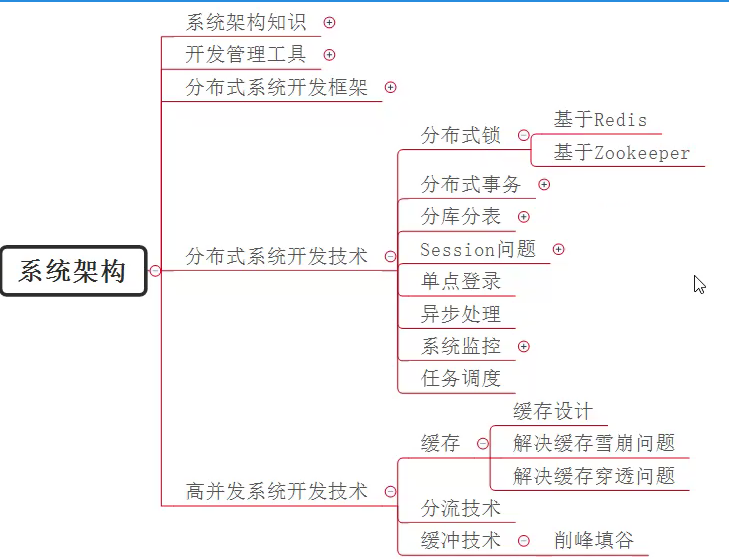 系统架构
系统架构知识
开发管理工具
分布式系统开发框架
分布式系统开发技术
分布式锁
基于Redis
基于Zookeeper
分布式事务
分库分表
Session问题
单点登录
异步处理
系统监控
任务调度
高并发系统开发技术
缓存
缓存设计
解决缓存雪崩问题
解决缓存穿透问题
分流技术
缓冲技术
削峰填谷